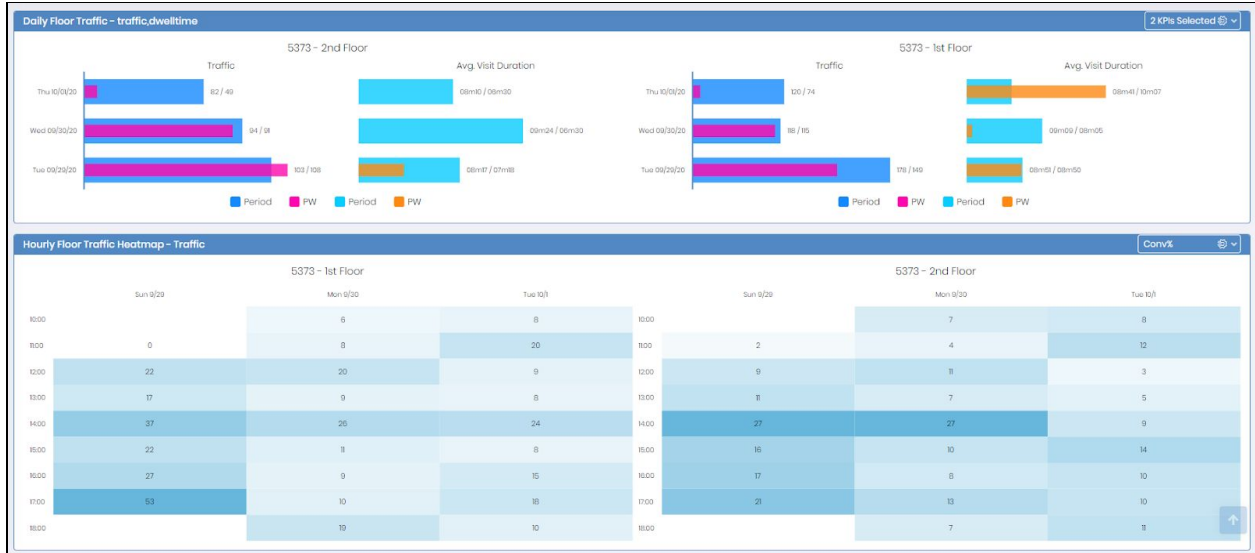 Daily Floor Traffic - traffic,dwelltime
2 KPIs Selected
5373 - 2nd Floor
Traffic Avg. Visit Duration
Thu 10/01/20 82 / 49 08m10 / 06m20
Wed 09/30/20 94 / 91 09m24 / 06m30
Tue 09/29/20 103 / 108 08m17 / 07m18
Period PW Period PW
5373 - 1st Floor
Traffic Avg. Visit Duration
Thu 10/01/20 120 / 74 08m41 / 10m07
Wed 09/30/20 118 / 115 09m09 / 08m05
Tue 09/29/20 178 / 149 08m51 / 08m50
Period PW Period PW
Hourly Floor Traffic Heatmap - Traffic
Conv%
5373 - 1st Floor
Sun 9/29 Mon 9/30 Tue 10/1
10:00 6 8
11:00 0 8 20
12:00 22 20 9
13:00 17 9 8
14:00 37 26 24
15:00 22 11 8
16:00 27 9 15
17:00 53 10 18
18:00 19 10
5373 - 2nd Floor
Sun 9/29 Mon 9/30 Tue 10/1
10:00 7 8
11:00 2 4 12
12:00 9 11 3
13:00 11 7 5
14:00 27 27 9
15:00 16 10 14
16:00 17 8 10
17:00 21 13 10
18:00 7 11